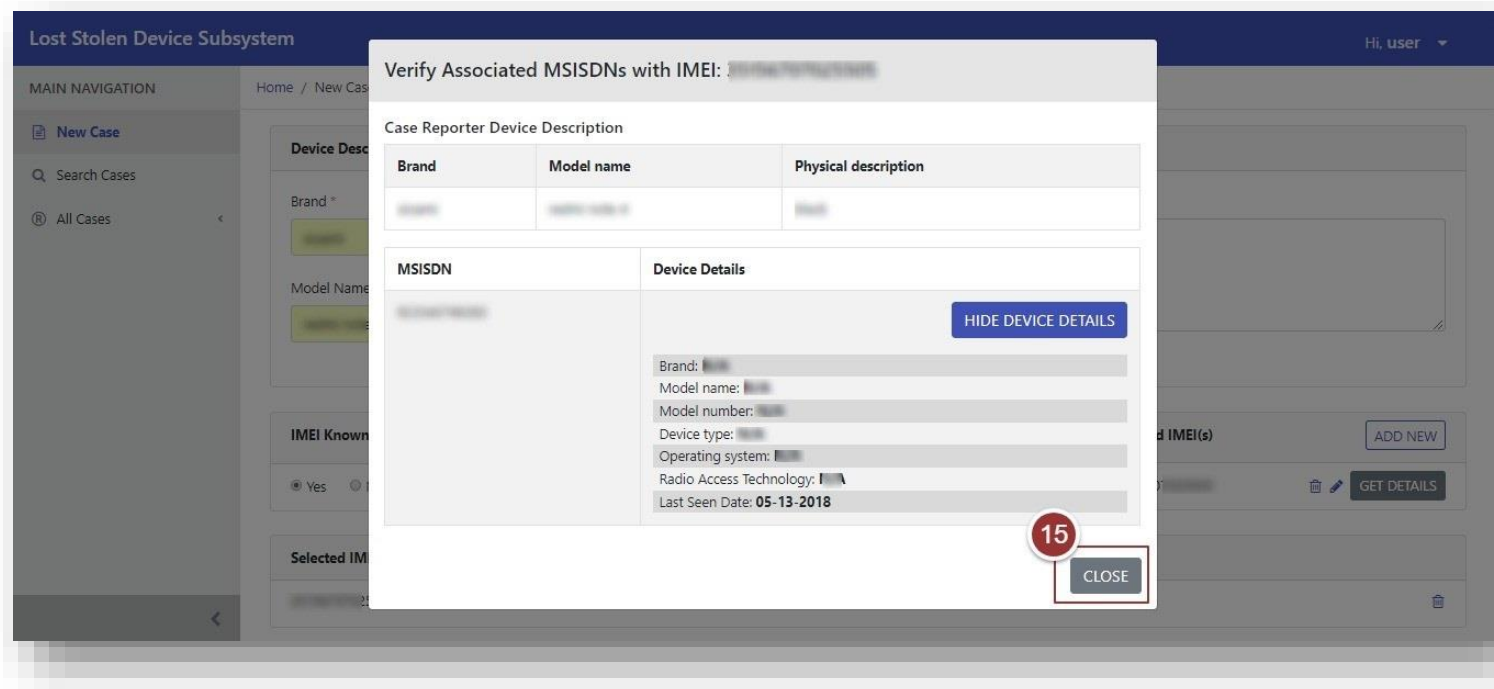 Lost Stolen Device Subsystem
Hi, user
Verify Associated MSISDNs with IMEI:
MAIN NAVIGATION
Home / New Cas
New Case
Search Cases
All Cases
Device Desc
Brand *
Model Name
Case Reporter Device Description
Brand Model name Physical description
MSISDN Device Details
HIDE DEVICE DETAILS
Brand:
Model name:
Model number:
Device type:
Operating system:
Radio Access Technology:
Last Seen Date: 05-13-2018
15
CLOSE
IMEI Known
d IMEI(s)
ADD NEW
Yes
GET DETAILS
Selected IM